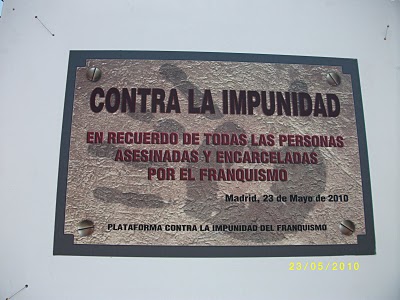 CONTRA LA IMPUNIDAD
EN RECUERDO DE TODAS LAS PERSONAS
ASESINADAS Y ENCARCELADAS
POR EL FRANQUISMO
Madrid, 23 de Mayo de 2010
PLATAFORMA CONTRA LA IMPUNIDAD DEL FRANQUISMO
23/05/2010